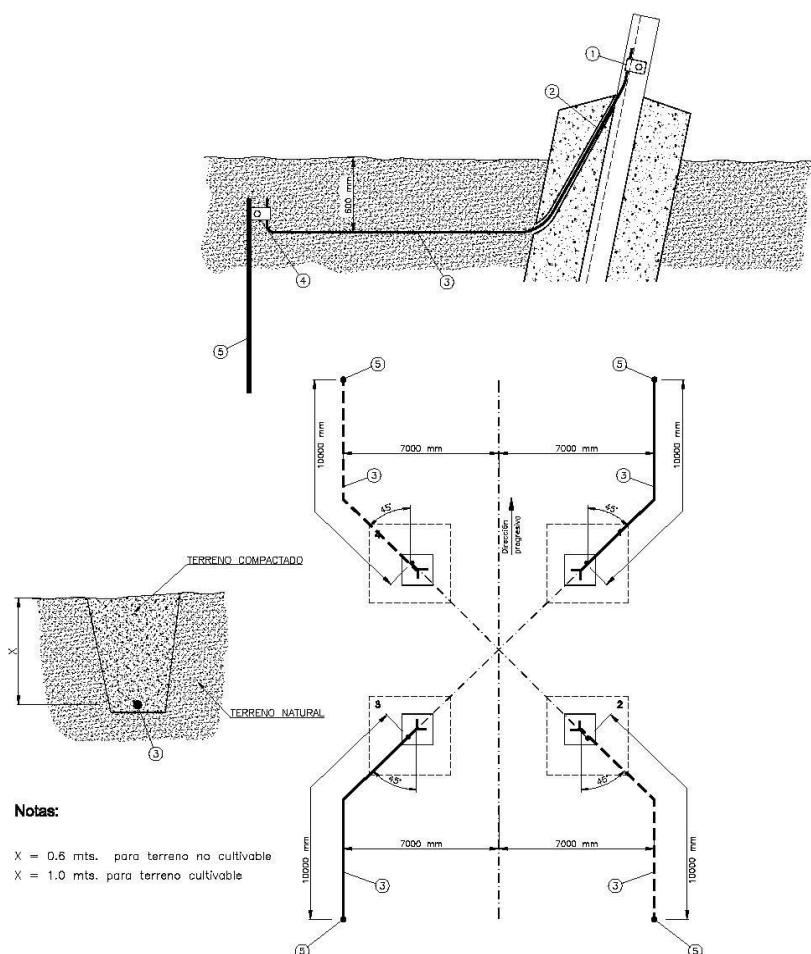 1
2
600 mm
4
3
5
5
5
10000 mm
7000 mm
7000 mm
10000 mm
3
3
45°
45°
Dirección
progresivo
TERRENO COMPACTADO
X
TERRENO NATURAL
3
3
2
45°
45°
Notas:
X = 0.6 mts. para terreno no cultivable
X = 1.0 mts. para terreno cultivable
10000 mm
7000 mm
7000 mm
10000 mm
3
3
5
5